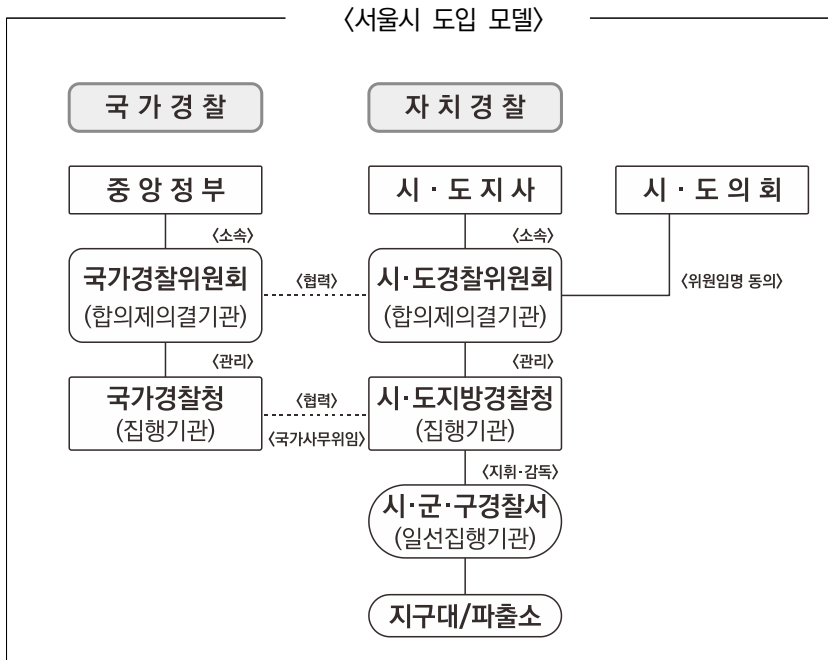 〈서울시 도입 모델〉
국가경찰
자치경찰
중앙정부
시·도지사
시·도의회
〈소속〉
〈소속〉
국가경찰위원회
(합의제의결기관)
〈협력〉
시·도경찰위원회
(합의제의결기관)
〈위원임명 동의〉
〈관리〉
〈관리〉
국가경찰청
(집행기관)
〈협력〉
〈국가사무위임〉
시·도지방경찰청
(집행기관)
〈지휘·감독〉
시·군·구경찰서
(일선집행기관)
지구대/파출소